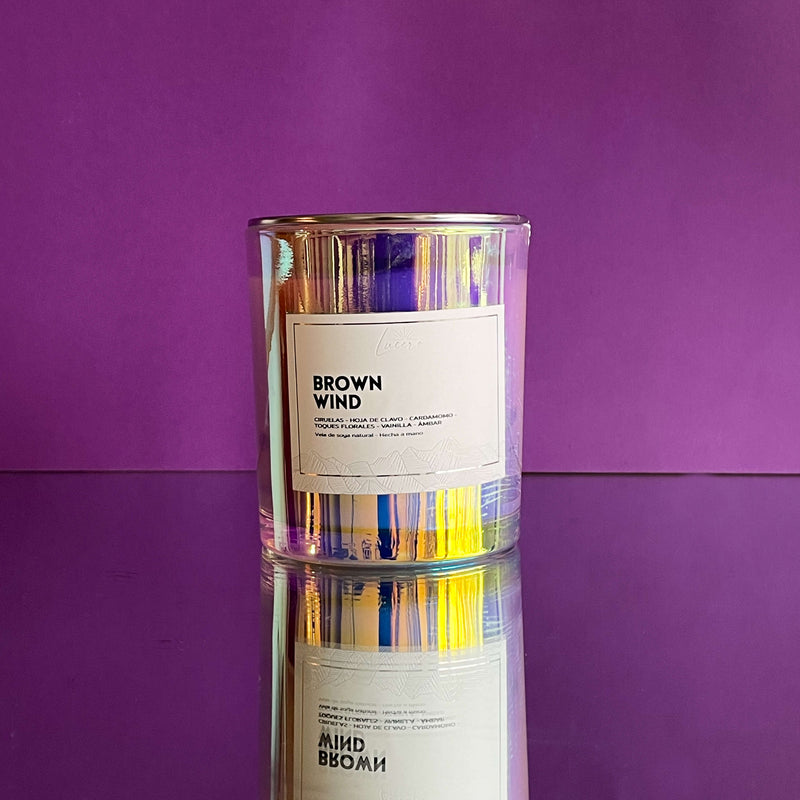 Lucero
BROWN
WIND
CIRUELAS - HOJA DE CLAVO - CARDAMOMO -
TOQUES FLORALES - VAINILLA - ÁMBAR
Vela de soya natural - Hecha a mano